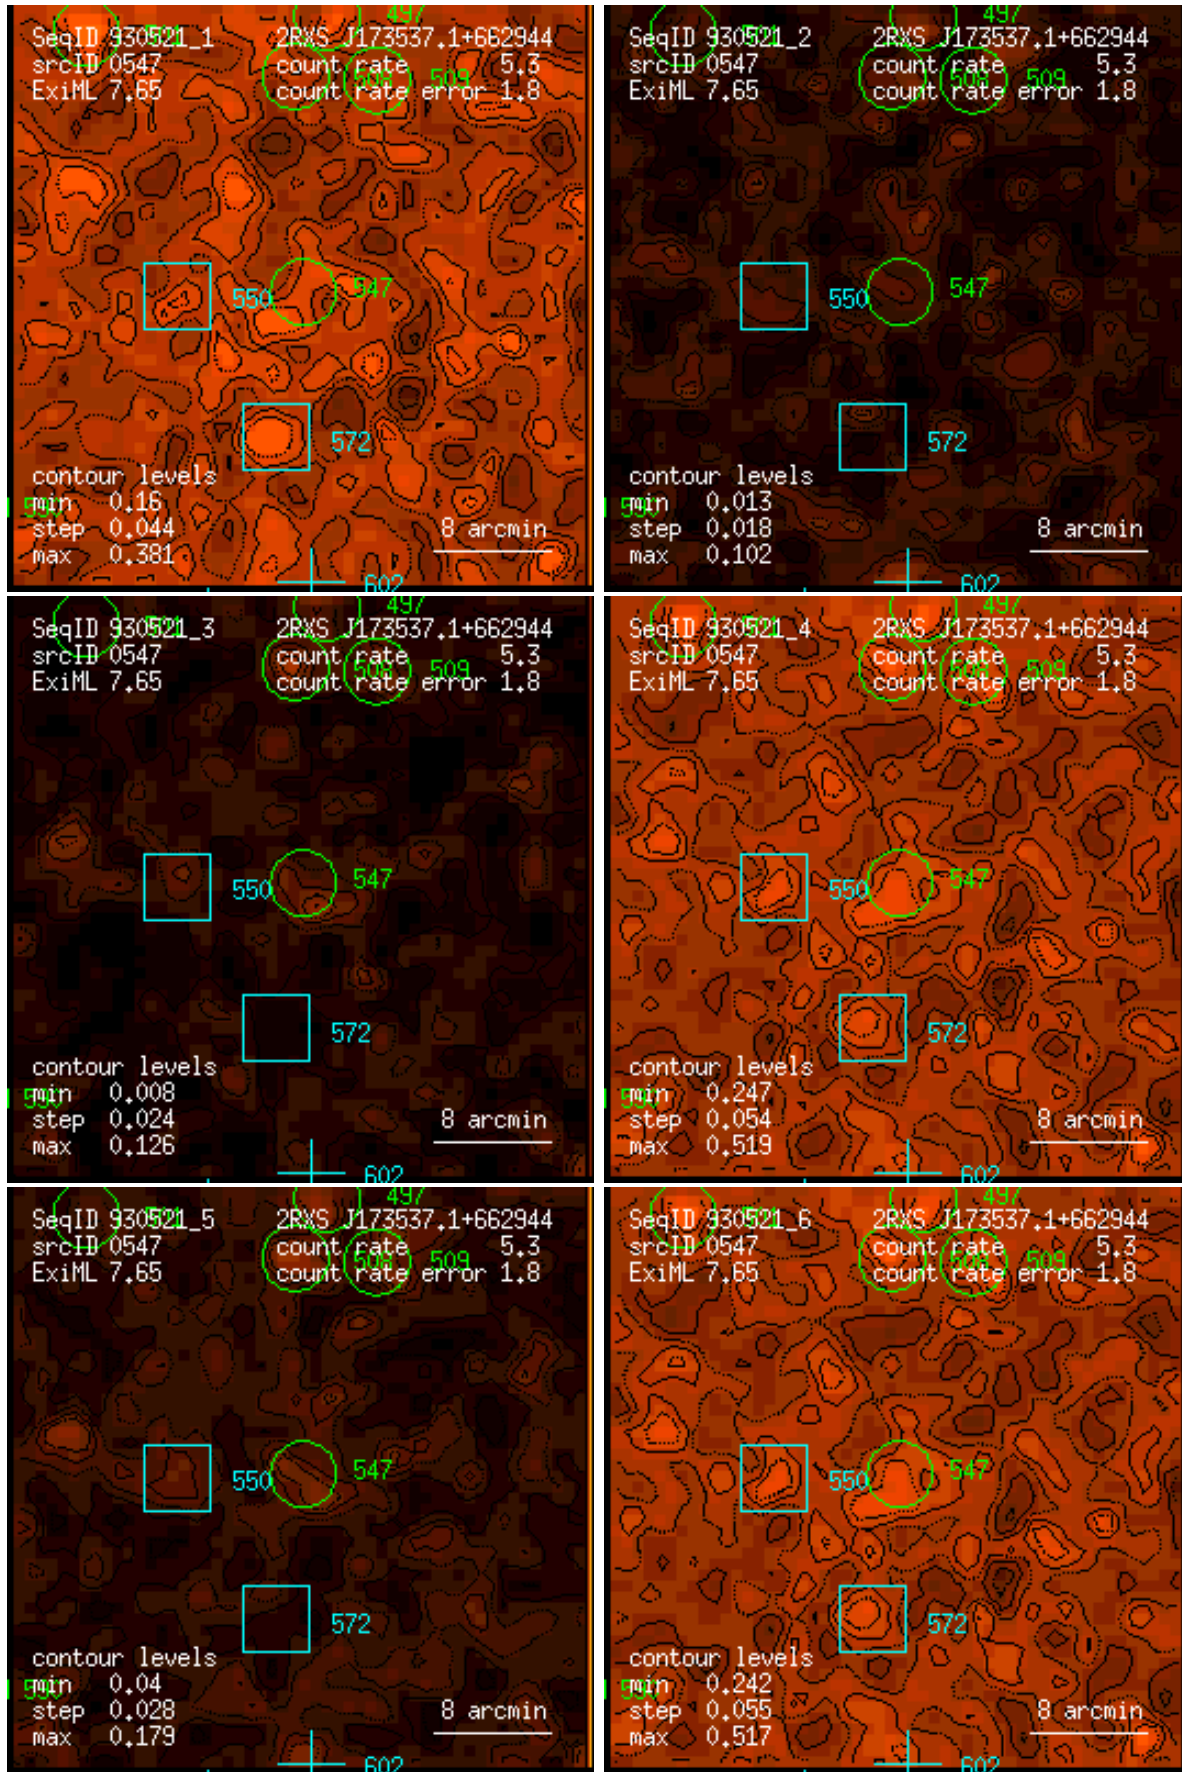 497
SeqID 930521_1 2RXS J173537.1+662944
srcID 0547 count rate 5.3
508 509
ExiML 7.65 count rate error 1.8
550 547
572
contour levels
min 0.16
step 0.044 8 arcmin
max 0.381
602
497
SeqID 930521_2 2RXS J173537.1+662944
srcID 0547 count rate 5.3
508 509
ExiML 7.65 count rate error 1.8
550 547
572
contour levels
min 0.013
step 0.018 8 arcmin
max 0.102
602
497
SeqID 930521_3 2RXS J173537.1+662944
srcID 0547 count rate 5.3
508 509
ExiML 7.65 count rate error 1.8
550 547
572
contour levels
min 0.008
step 0.024 8 arcmin
max 0.126
602
497
SeqID 930521_4 2RXS J173537.1+662944
srcID 0547 count rate 5.3
508 509
ExiML 7.65 count rate error 1.8
550 547
572
contour levels
min 0.247
step 0.054 8 arcmin
max 0.519
602
497
SeqID 930521_5 2RXS J173537.1+662944
srcID 0547 count rate 5.3
508 509
ExiML 7.65 count rate error 1.8
550 547
572
contour levels
min 0.04
step 0.028 8 arcmin
max 0.179
602
497
SeqID 930521_6 2RXS J173537.1+662944
srcID 0547 count rate 5.3
508 509
ExiML 7.65 count rate error 1.8
550 547
572
contour levels
min 0.242
step 0.055 8 arcmin
max 0.517
602